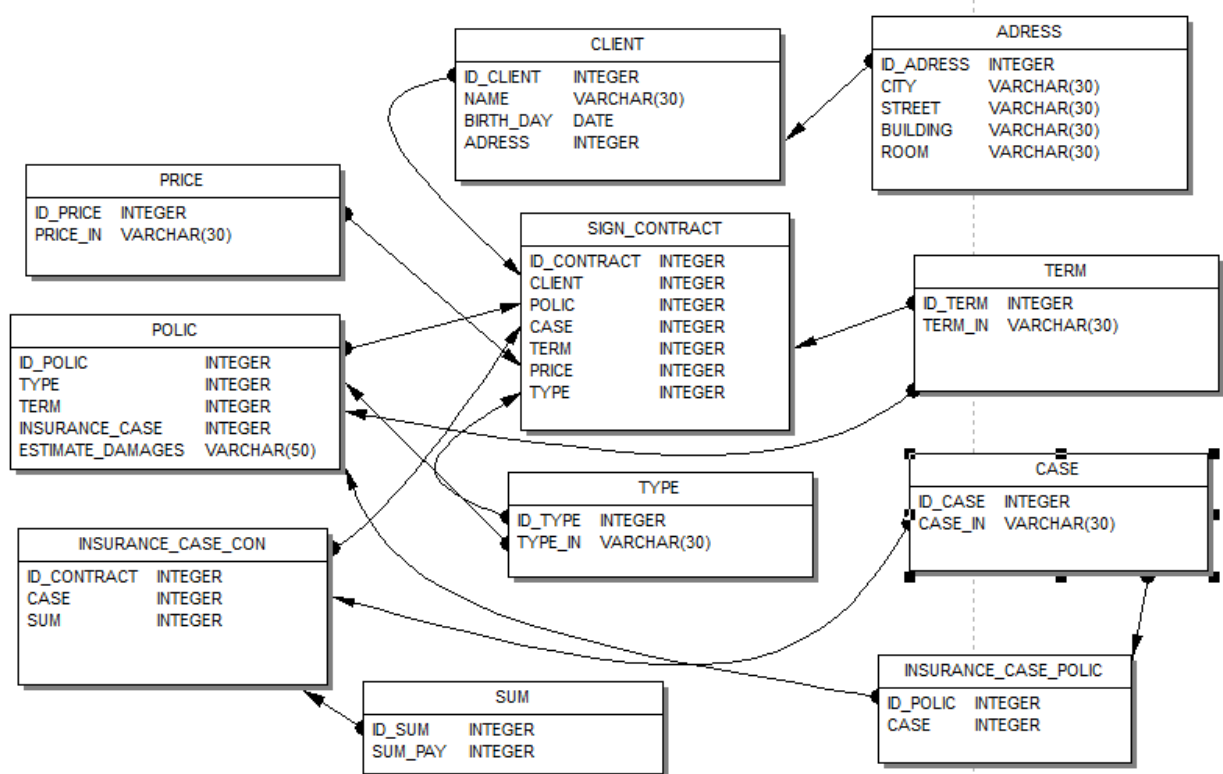 CLIENT
ID_CLIENT INTEGER
NAME VARCHAR(30)
BIRTH_DAY DATE
ADRESS INTEGER
ADRESS
ID_ADRESS INTEGER
CITY VARCHAR(30)
STREET VARCHAR(30)
BUILDING VARCHAR(30)
ROOM VARCHAR(30)
PRICE
ID_PRICE INTEGER
PRICE_IN VARCHAR(30)
SIGN_CONTRACT
ID_CONTRACT INTEGER
CLIENT INTEGER
POLIC INTEGER
CASE INTEGER
TERM INTEGER
PRICE INTEGER
TYPE INTEGER
TERM
ID_TERM INTEGER
TERM_IN VARCHAR(30)
POLIC
ID_POLIC INTEGER
TYPE INTEGER
TERM INTEGER
INSURANCE_CASE INTEGER
ESTIMATE_DAMAGES VARCHAR(50)
TYPE
ID_TYPE INTEGER
TYPE_IN VARCHAR(30)
CASE
ID_CASE INTEGER
CASE_IN VARCHAR(30)
INSURANCE_CASE_CON
ID_CONTRACT INTEGER
CASE INTEGER
SUM INTEGER
SUM
ID_SUM INTEGER
SUM_PAY INTEGER
INSURANCE_CASE_POLIC
ID_POLIC INTEGER
CASE INTEGER